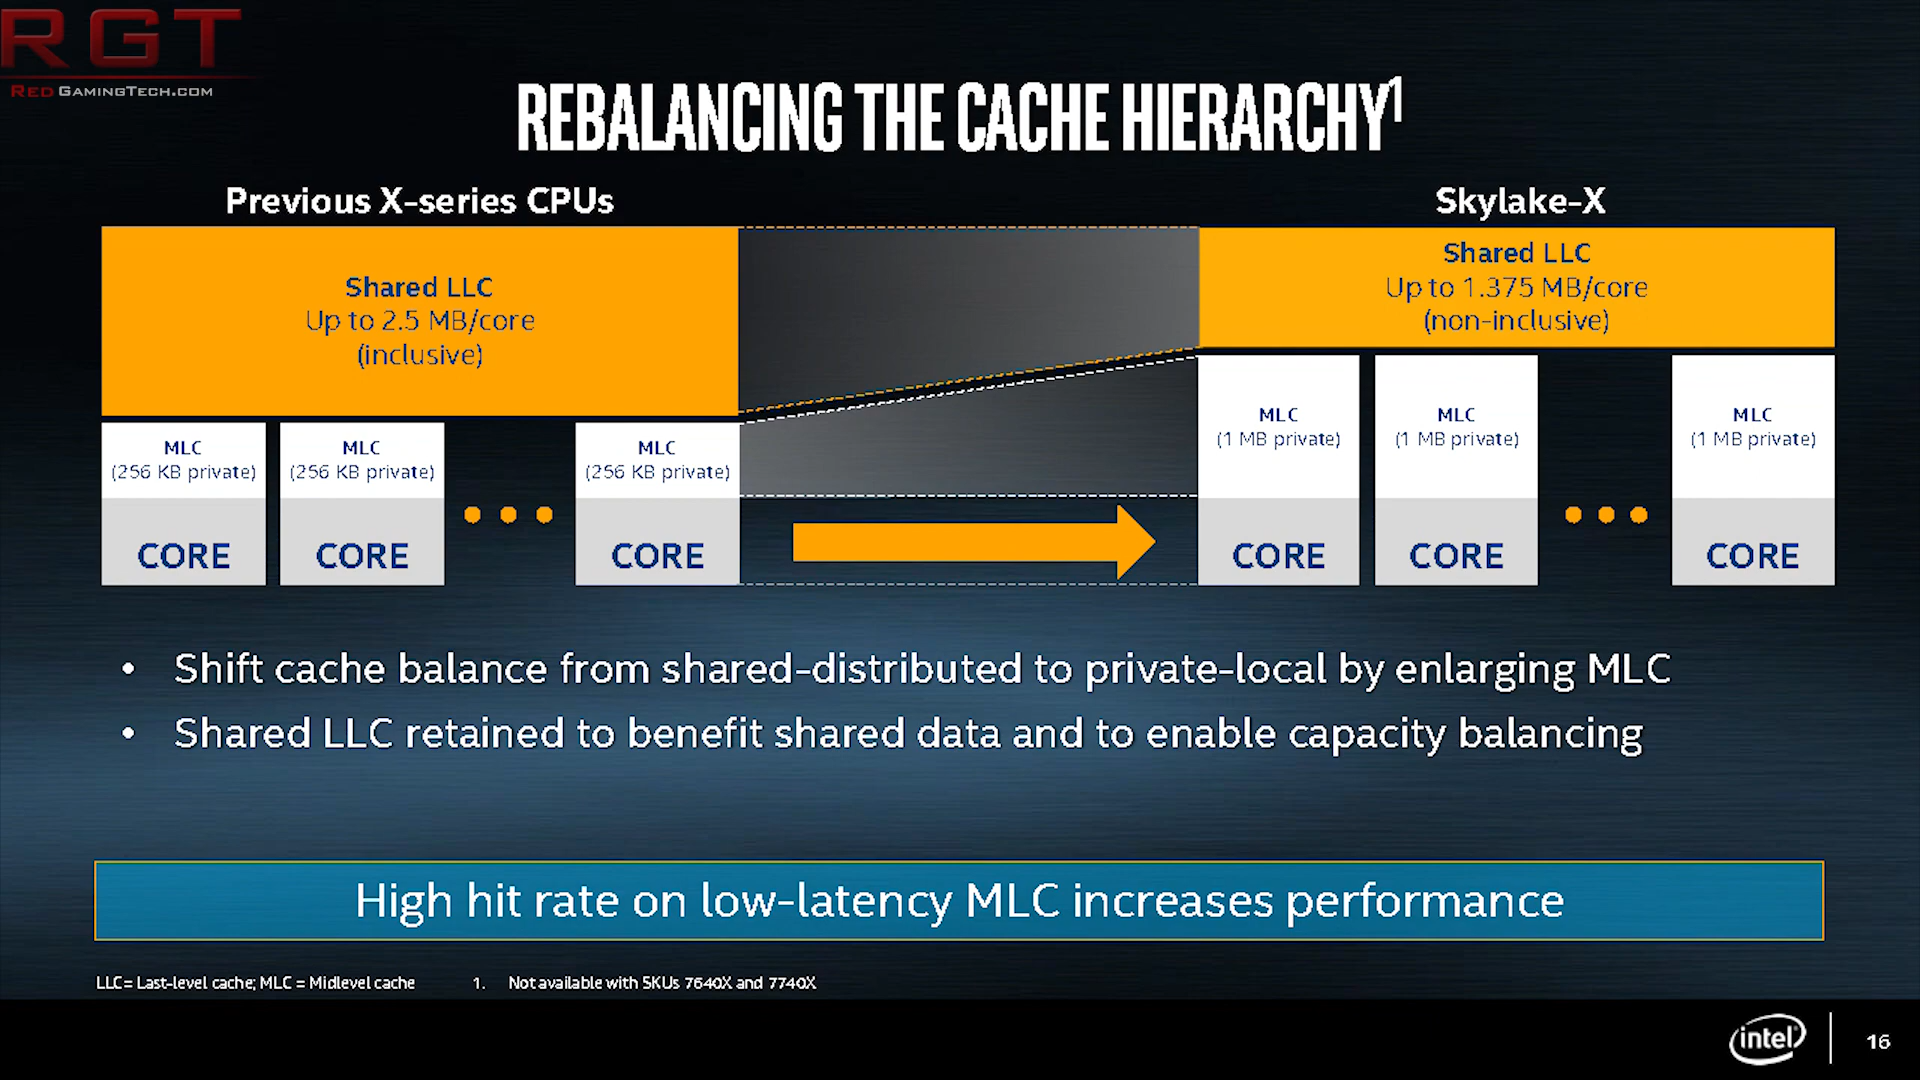 RGT
RedGamingTech.com
REBALANCING THE CACHE HIERARCHY¹
Previous X-series CPUs
Skylake-X
Shared LLC
Up to 2.5 MB/core
(inclusive)
Shared LLC
Up to 1.375 MB/core
(non-inclusive)
MLC
(256 KB private)
MLC
(256 KB private)
MLC
(256 KB private)
MLC
(1 MB private)
MLC
(1 MB private)
MLC
(1 MB private)
CORE
CORE
CORE
CORE
CORE
CORE
• Shift cache balance from shared-distributed to private-local by enlarging MLC
• Shared LLC retained to benefit shared data and to enable capacity balancing
High hit rate on low-latency MLC increases performance
LLC= Last-level cache; MLC = Midlevel cache
1. Not available with SKUs 7640X and 7740X
intel
16